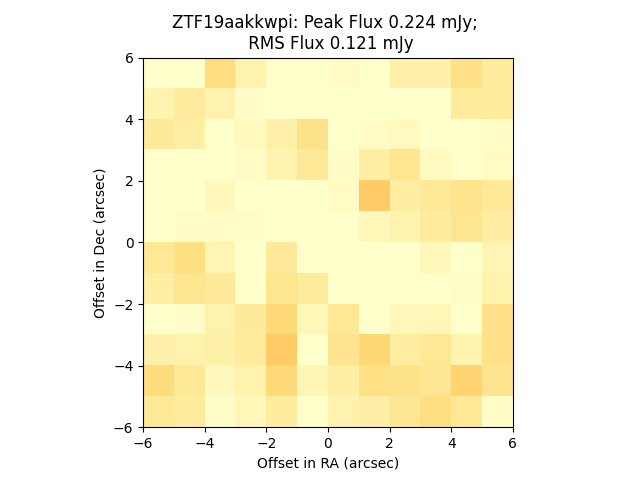 ZTF19aakkwpi: Peak Flux 0.224 mJy;
RMS Flux 0.121 mJy
6
4
2
0
−2
−4
−6
Offset in Dec (arcsec)
−6 −4 −2 0 2 4 6
Offset in RA (arcsec)